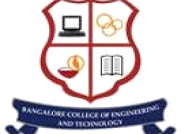 BANGALORE COLLEGE OF ENGINEERING
AND TECHNOLOGY